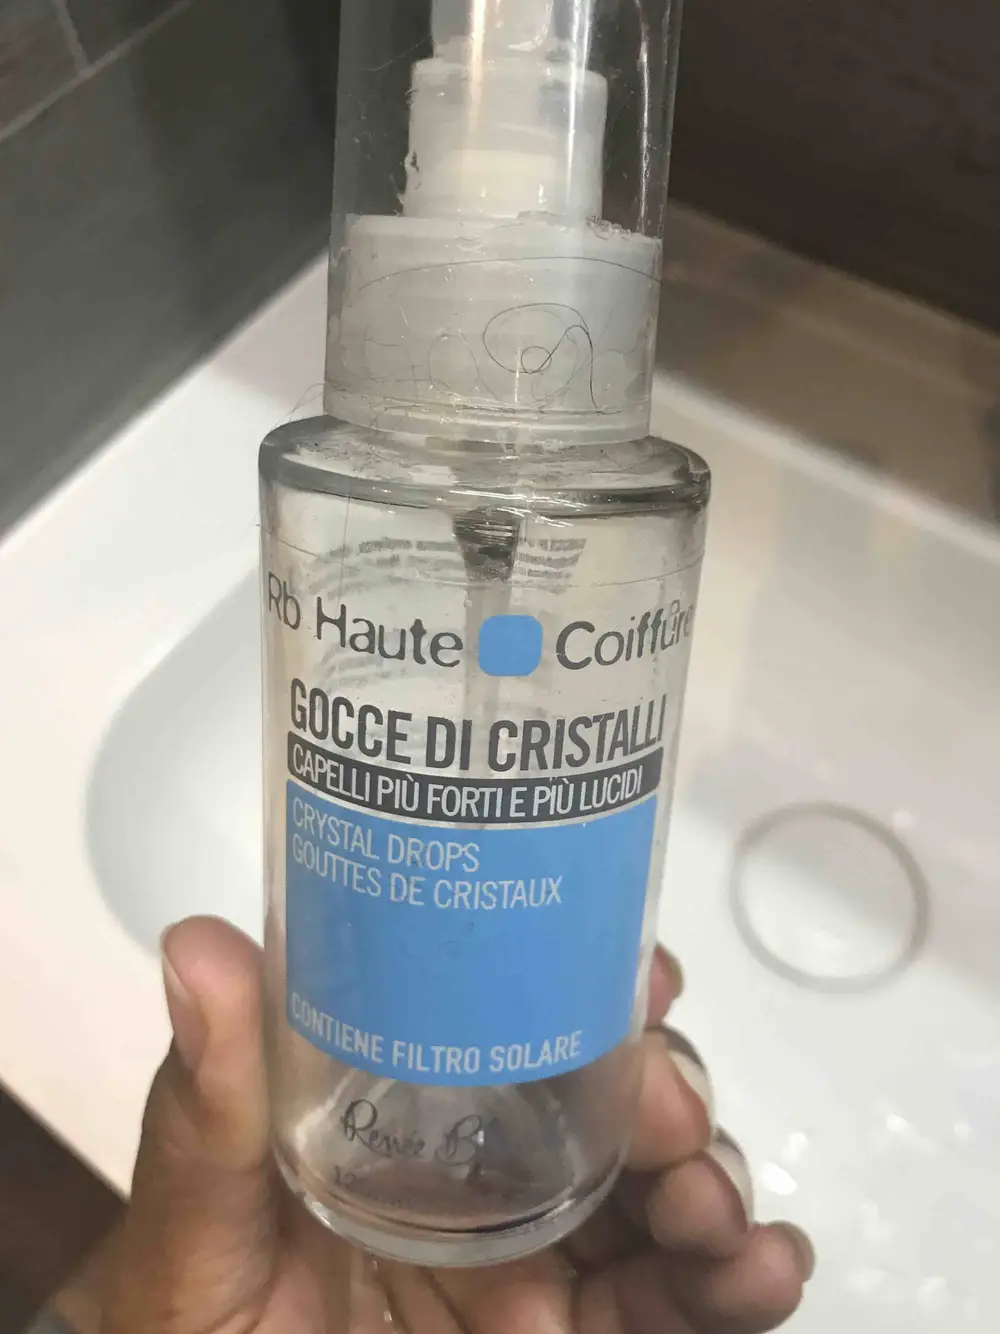 Rb Haute Coiffure
GOCCE DI CRISTALLI
CAPELLI PIÙ FORTI E PIÙ LUCIDI
CRYSTAL DROPS
GOUTTES DE CRISTAUX
CONTIENE FILTRO SOLARE
Renée